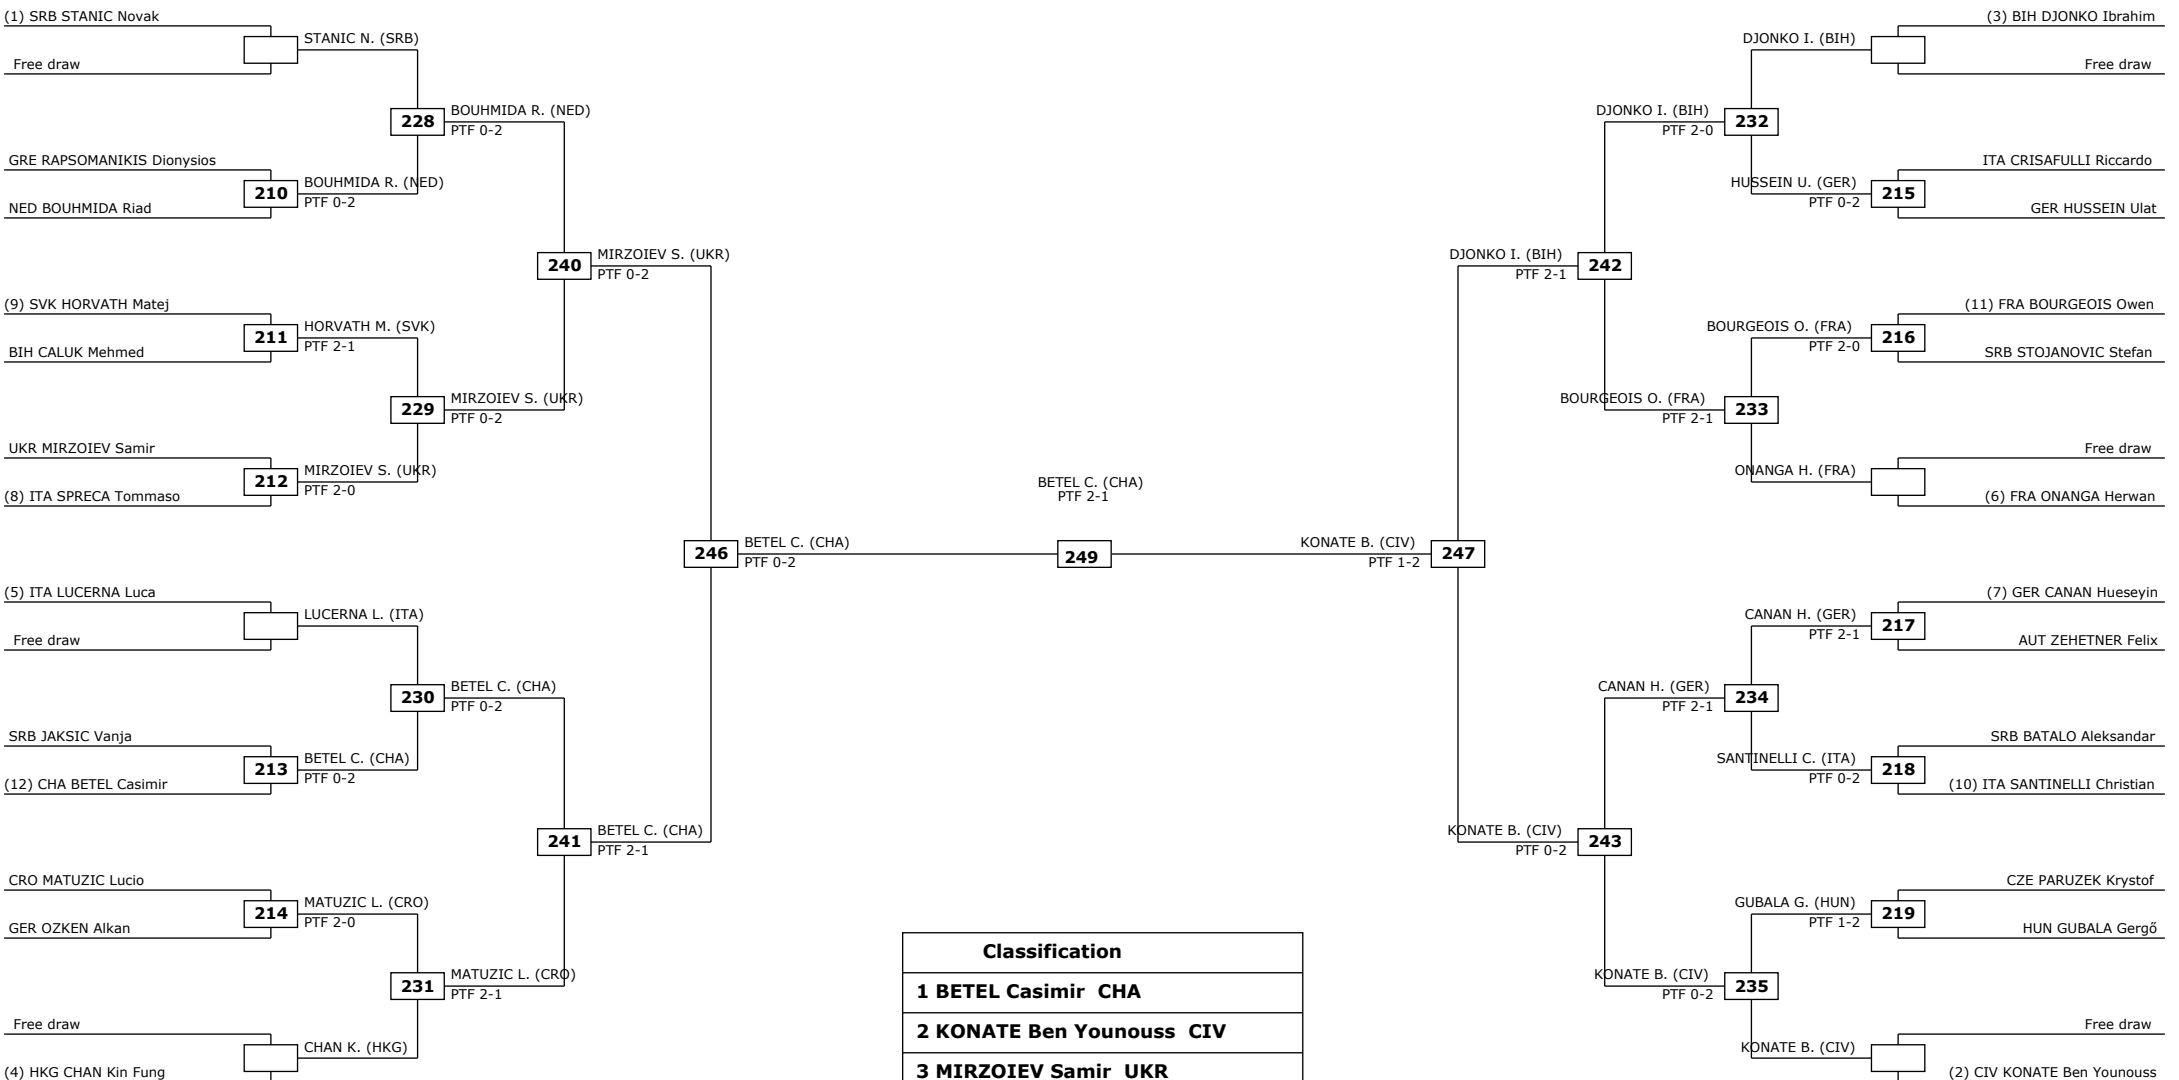 (1) SRB STANIC Novak
STANIC N. (SRB)
Free draw
228
BOUHMIDA R. (NED)
PTF 0-2
GRE RAPSOMANIKIS Dionysios
210
BOUHMIDA R. (NED)
PTF 0-2
NED BOUHMIDA Riad
240
MIRZOIEV S. (UKR)
PTF 0-2
(9) SVK HORVATH Matej
211
HORVATH M. (SVK)
PTF 2-1
BIH CALUK Mehmed
229
MIRZOIEV S. (UKR)
PTF 0-2
UKR MIRZOIEV Samir
212
MIRZOIEV S. (UKR)
PTF 2-0
(8) ITA SPRECA Tommaso
246
BETEL C. (CHA)
PTF 0-2
(5) ITA LUCERNA Luca
LUCERNA L. (ITA)
Free draw
230
BETEL C. (CHA)
PTF 0-2
SRB JAKSIC Vanja
213
BETEL C. (CHA)
PTF 0-2
(12) CHA BETEL Casimir
241
BETEL C. (CHA)
PTF 2-1
CRO MATUZIC Lucio
214
MATUZIC L. (CRO)
PTF 2-0
GER OZKEN Alkan
231
MATUZIC L. (CRO)
PTF 2-1
Free draw
CHAN K. (HKG)
(4) HKG CHAN Kin Fung
BETEL C. (CHA)
PTF 2-1
249
(3) BIH DJONKO Ibrahim
DJONKO I. (BIH)
Free draw
DJONKO I. (BIH)
PTF 2-0
232
ITA CRISAFULLI Riccardo
HUSSEIN U. (GER)
PTF 0-2
215
GER HUSSEIN Ulat
DJONKO I. (BIH)
PTF 2-1
242
(11) FRA BOURGEOIS Owen
BOURGEOIS O. (FRA)
PTF 2-0
216
SRB STOJANOVIC Stefan
BOURGEOIS O. (FRA)
PTF 2-1
233
Free draw
ONANGA H. (FRA)
(6) FRA ONANGA Herwan
KONATE B. (CIV)
PTF 1-2
247
(7) GER CANAN Hueseyin
CANAN H. (GER)
PTF 2-1
217
AUT ZEHETNER Felix
CANAN H. (GER)
PTF 2-1
234
SRB BATALO Aleksandar
SANTINELLI C. (ITA)
PTF 0-2
218
(10) ITA SANTINELLI Christian
KONATE B. (CIV)
PTF 0-2
243
CZE PARUZEK Krystof
GUBALA G. (HUN)
PTF 1-2
219
HUN GUBALA Gergő
KONATE B. (CIV)
PTF 0-2
235
Free draw
KONATE B. (CIV)
(2) CIV KONATE Ben Younouss
Classification
1 BETEL Casimir CHA
2 KONATE Ben Younouss CIV
3 MIRZOIEV Samir UKR